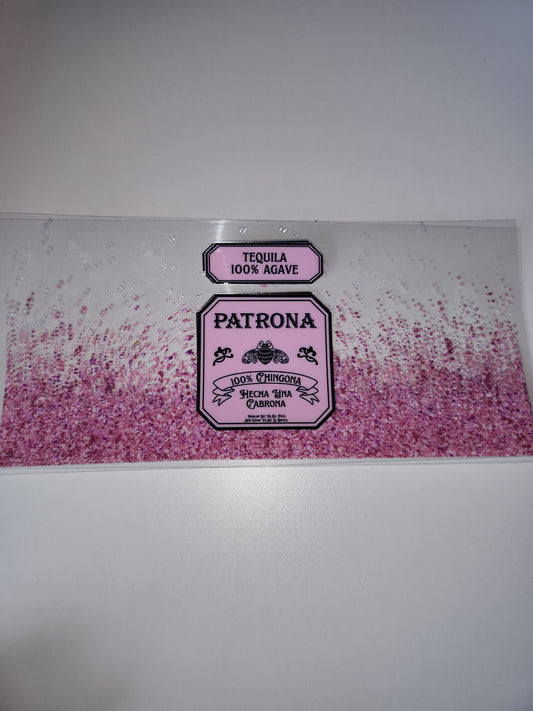 TEQUILA
100% AGAVE
PATRONA
100% CHINGONA
HECHA UNA
CABRONA